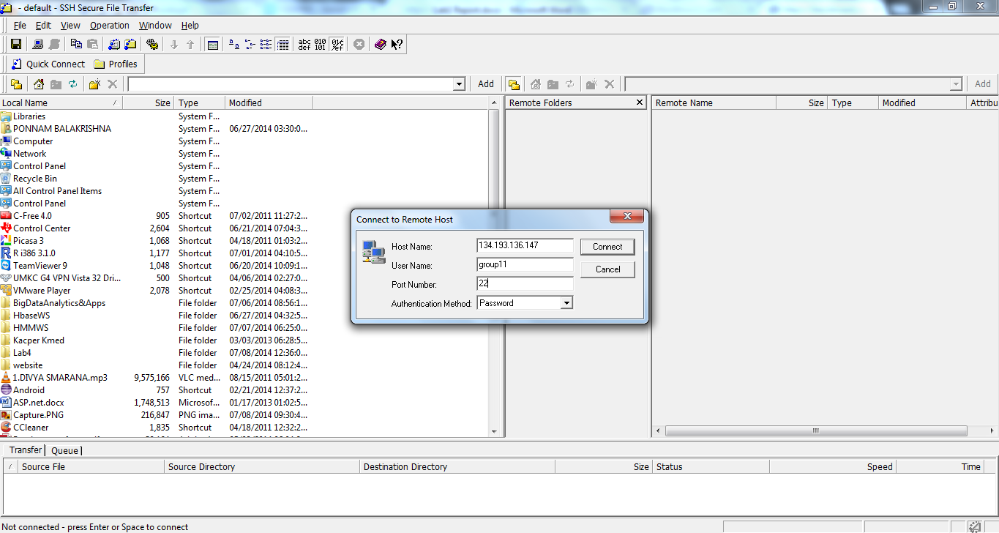 - default - SSH Secure File Transfer
File Edit View Operation Window Help
abc 010
def 101
Quick Connect Profiles
Add Add
Local Name / Size Type Modified Remote Folders Remote Name Size Type Modified Attribu
Libraries System F...
PONNAM BALAKRISHNA System F... 06/27/2014 03:30:0...
Computer System F...
Network System F...
Control Panel System F...
Recycle Bin System F...
All Control Panel Items System F...
Control Panel System F...
C-Free 4.0 905 Shortcut 07/02/2011 11:27:2...
Control Center 2,604 Shortcut 06/21/2014 07:04:3...
Picasa 3 1,068 Shortcut 04/18/2011 01:03:2...
R i386 3.1.0 1,177 Shortcut 07/01/2014 04:10:5...
TeamViewer 9 1,048 Shortcut 06/20/2014 10:09:1...
UMKC G4 VPN Vista 32 Dri... 500 Shortcut 04/06/2014 02:27:0...
VMware Player 2,078 Shortcut 02/25/2014 04:08:3...
BigDataAnalytics&Apps File folder 07/06/2014 08:56:1...
HbaseWS File folder 06/27/2014 04:32:5...
HMMWS File folder 07/07/2014 06:25:0...
Kacper Kmed File folder 03/03/2013 06:28:5...
Lab4 File folder 07/08/2014 12:36:0...
website File folder 04/24/2014 08:12:4...
1.DIVYA SMARANA.mp3 9,575,166 VLC med... 08/15/2011 05:01:2...
Android 757 Shortcut 02/21/2014 12:37:2...
ASP.net.docx 1,748,513 Microsof... 01/17/2013 01:02:5...
Capture.PNG 216,847 PNG ima... 07/08/2014 09:30:4...
CCleaner 1,835 Shortcut 04/18/2011 12:32:2...
Connect to Remote Host
Host Name: 134.193.136.147 Connect
User Name: group11 Cancel
Port Number: 22
Authentication Method: Password
Transfer Queue
/ Source File Source Directory Destination Directory Size Status Speed Time
Not connected - press Enter or Space to connect